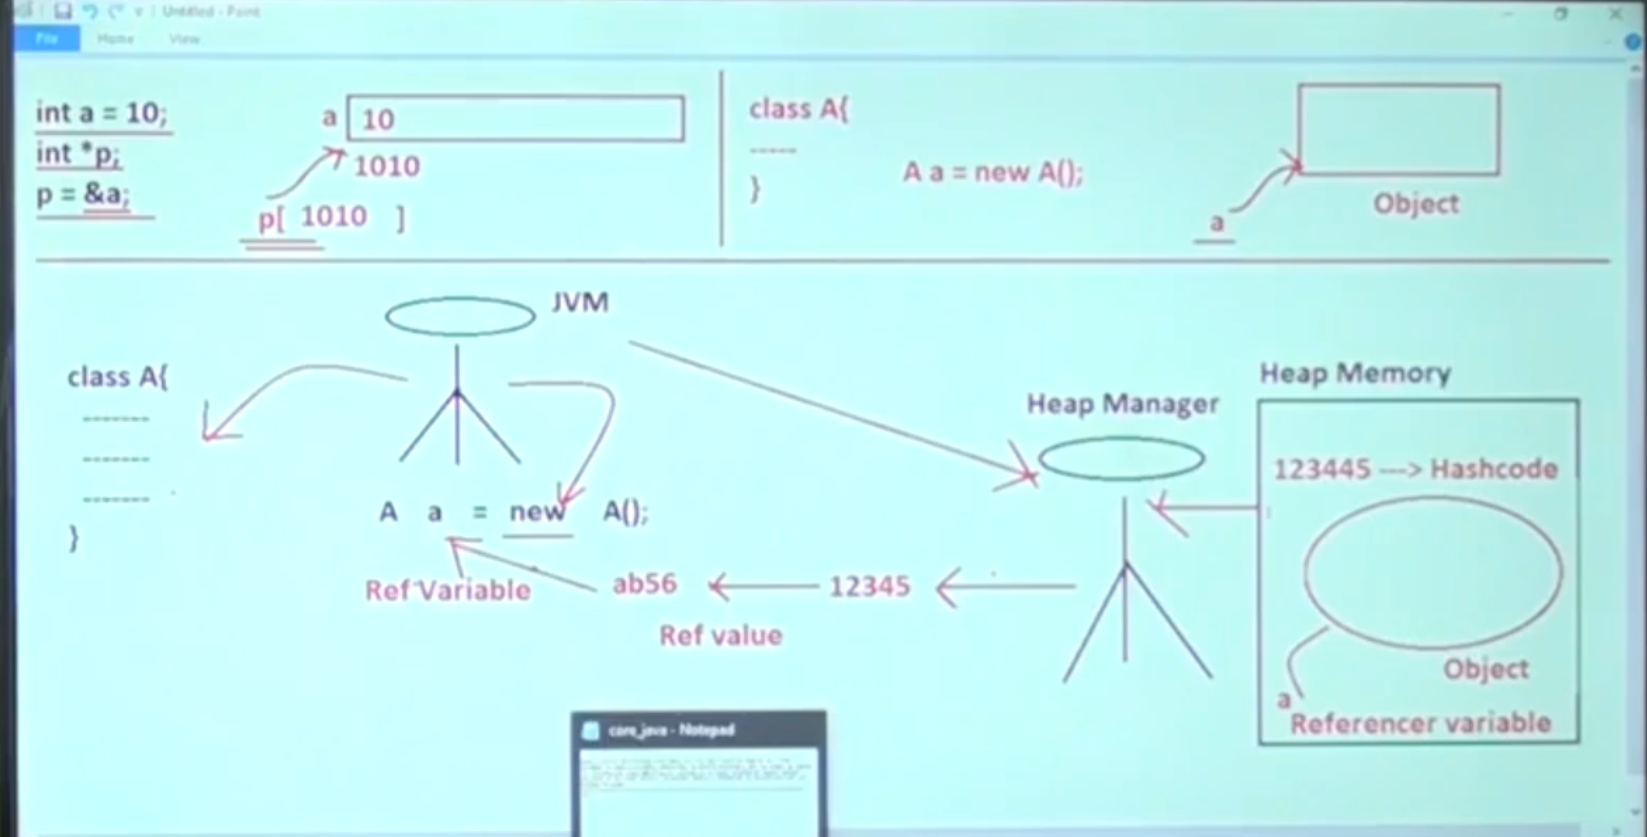 Untitled - Paint
File Home View
int a = 10;
int *p;
p = &a;
a 10
1010
p[ 1010 ]
class A{
-----
}
A a = new A();
a
Object
JVM
class A{
-------
-------
-------
}
A a = new A();
Ref Variable
ab56
12345
Ref value
Heap Manager
Heap Memory
123445 ---> Hashcode
Object
a
Referencer variable
core_java - Notepad